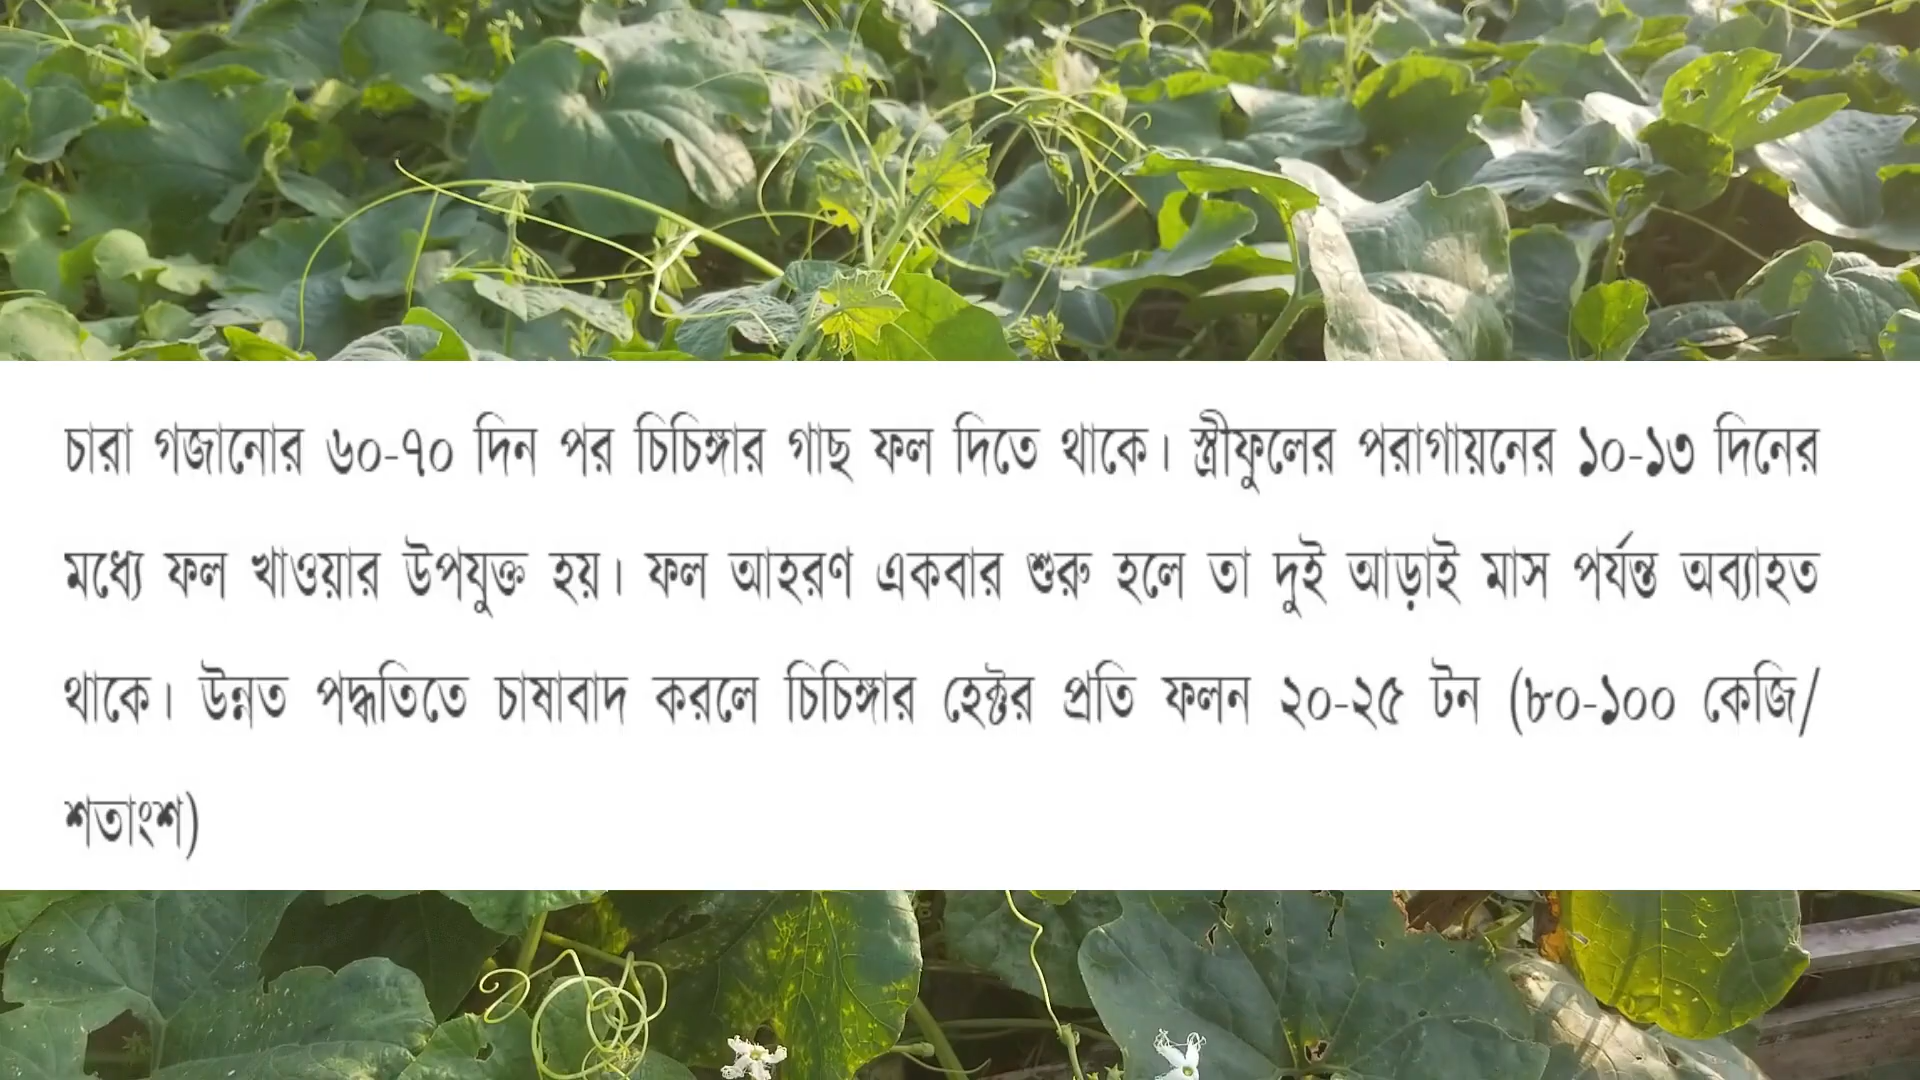 চারা গজানোর ৬০-৭০ দিন পর চিচিঙ্গার গাছ ফল দিতে থাকে। স্ত্রীফুলের পরাগায়নের ১০-১৩ দিনের
মধ্যে ফল খাওয়ার উপযুক্ত হয়। ফল আহরণ একবার শুরু হলে তা দুই আড়াই মাস পর্যন্ত অব্যাহত
থাকে। উন্নত পদ্ধতিতে চাষাবাদ করলে চিচিঙ্গার হেক্টর প্রতি ফলন ২০-২৫ টন (৮০-১০০ কেজি/
শতাংশ)